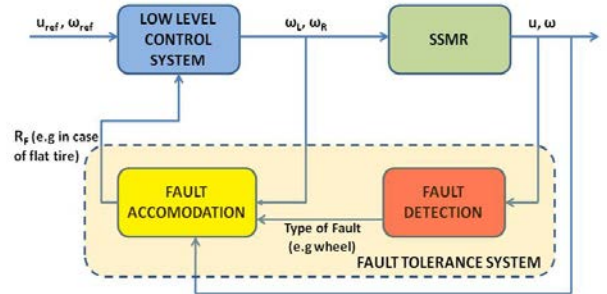 u_ref, ω_ref
LOW LEVEL
CONTROL
SYSTEM
ω_L, ω_R
SSMR
u, ω
R_F (e.g in case
of flat tire)
FAULT
ACCOMODATION
Type of Fault
(e.g wheel)
FAULT
DETECTION
FAULT TOLERANCE SYSTEM